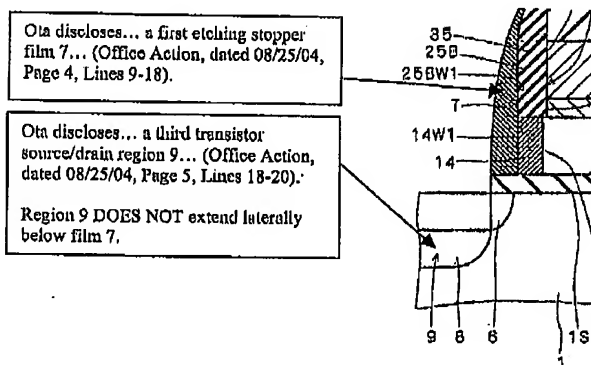 Ota discloses... a first etching stopper
film 7... (Office Action, dated 08/25/04,
Page 4, Lines 9-18).
Ota discloses... a third transistor
source/drain region 9... (Office Action,
dated 08/25/04, Page 5, Lines 18-20).
Region 9 DOES NOT extend laterally
below film 7.
35
25B
25BW1
7
14W1
14
9 8 6 1 1S